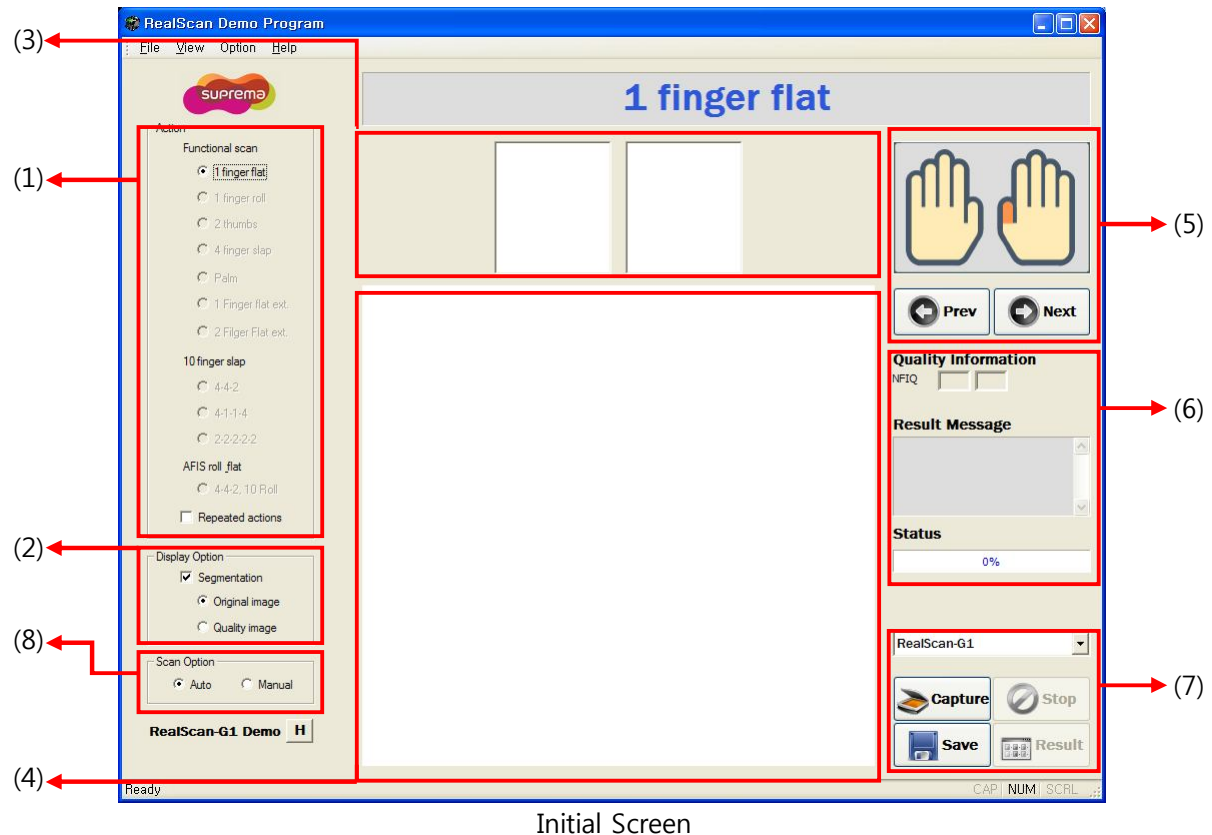 RealScan Demo Program
File View Option Help
(3)
suprema
1 finger flat
Action
Functional scan
1 finger flat
1 finger roll
2 thumbs
4 finger slap
Palm
1 Finger flat ext.
2 Filger Flat ext.
10 finger slap
4-4-2
4-1-1-4
2-2-2-2-2
AFIS roll_flat
4-4-2, 10 Roll
Repeated actions
(1)
Display Option
Segmentation
Original image
Quality image
(2)
(8)
Scan Option
Auto Manual
RealScan-G1 Demo H
(4)
Prev Next
(5)
Quality Information
NFIQ
Result Message
Status
0%
(6)
RealScan-G1
Capture Stop
Save Result
(7)
Ready CAP NUM SCRL
Initial Screen